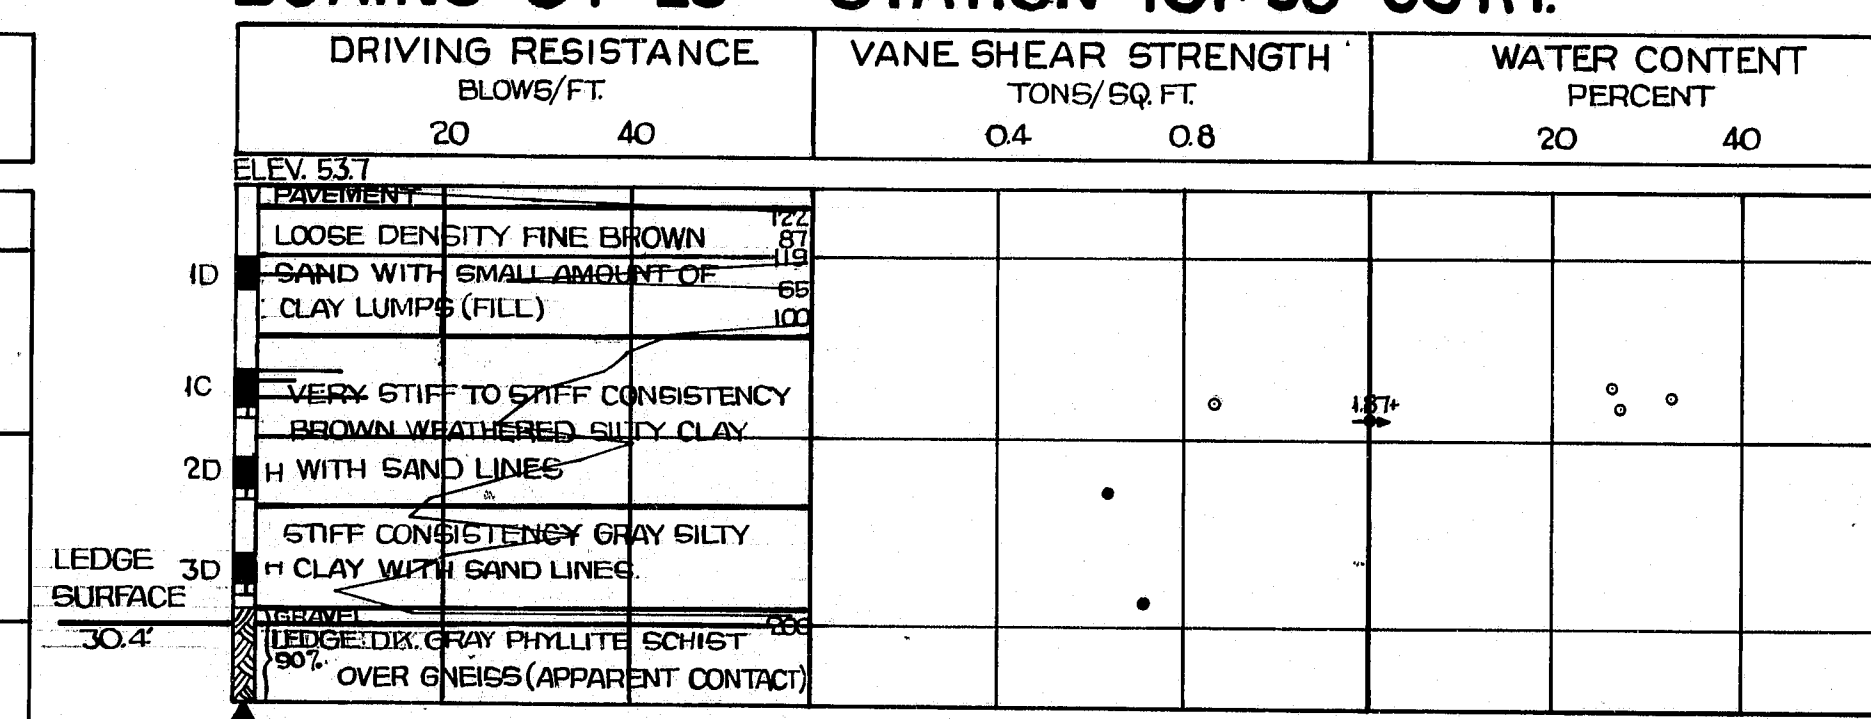 DRIVING RESISTANCE
BLOWS/FT.
20 40
VANE SHEAR STRENGTH
TONS/SQ. FT.
0.4 0.8
WATER CONTENT
PERCENT
20 40
ELEV. 53.7
PAVEMENT
122
LOOSE DENSITY FINE BROWN 87
119
1D SAND WITH SMALL AMOUNT OF
65
CLAY LUMPS (FILL)
100
1C VERY STIFF TO STIFF CONSISTENCY
1.87+
BROWN WEATHERED SILTY CLAY
2D H WITH SAND LINES
STIFF CONSISTENCY GRAY SILTY
3D H CLAY WITH SAND LINES.
LEDGE
SURFACE
30.4'
GRAVEL
LEDGE: DK. GRAY PHYLLITE SCHIST
90%
OVER GNEISS (APPARENT CONTACT)